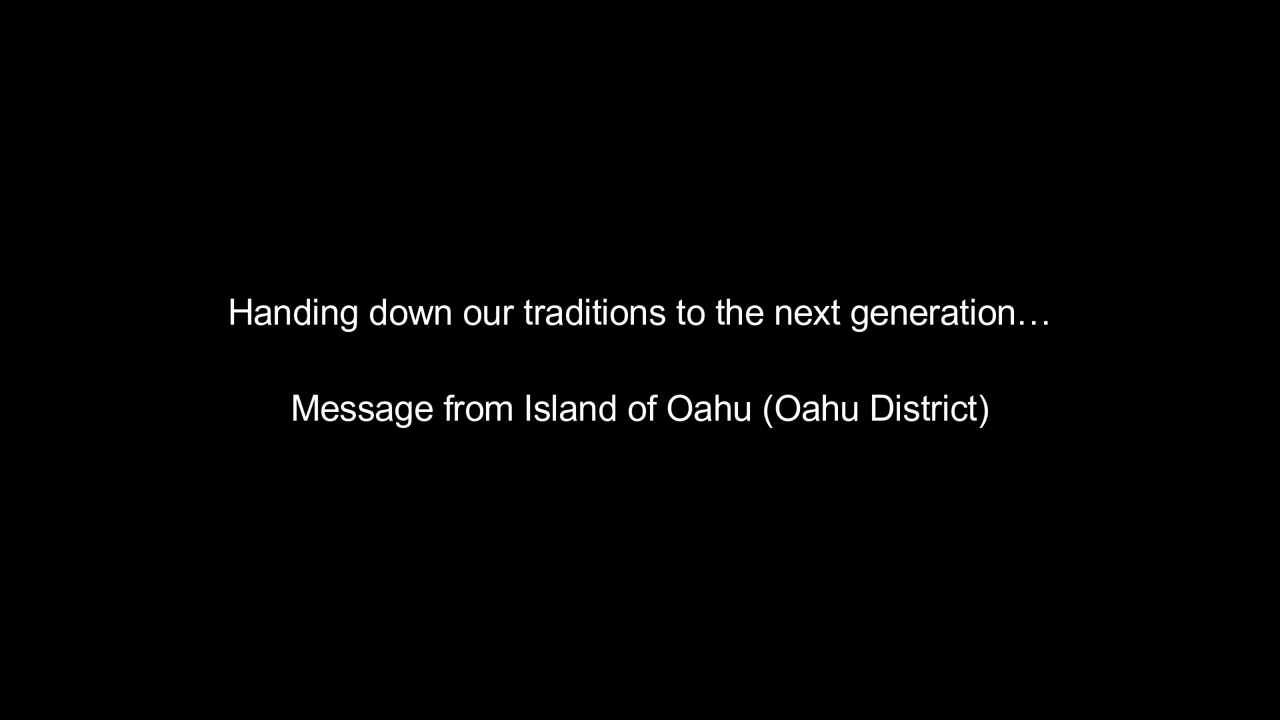 Handing down our traditions to the next generation…
Message from Island of Oahu (Oahu District)